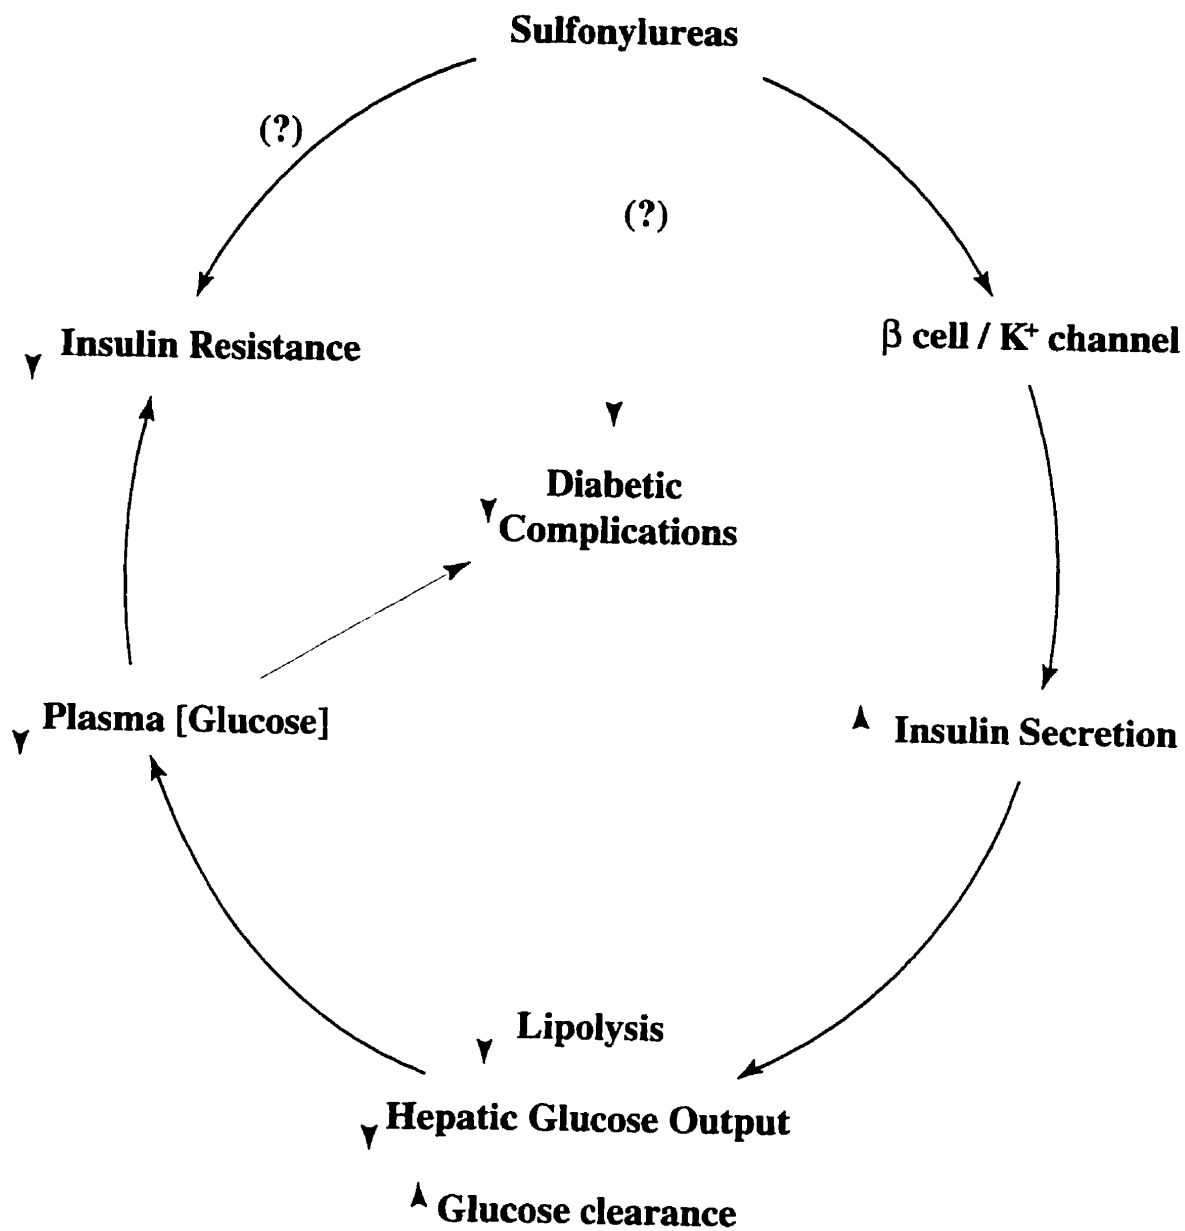 Sulfonylureas
(?)
(?)
Insulin Resistance
β cell / K⁺ channel
Diabetic
Complications
Plasma [Glucose]
Insulin Secretion
Lipolysis
Hepatic Glucose Output
Glucose clearance